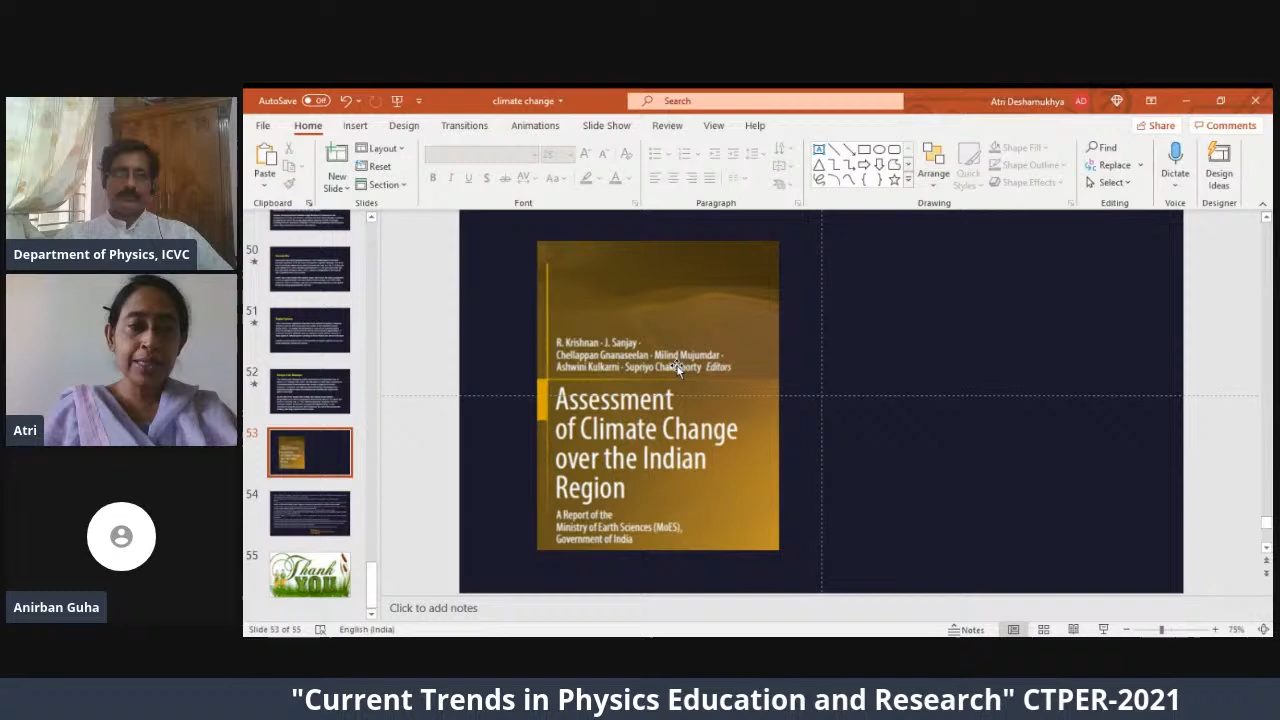 Department of Physics, ICVC
Atri
Anirban Guha
AutoSave Off
climate change
Search
Atri Desharnukhya AD
File Home Insert Design Transitions Animations Slide Show Review View Help
Share Comments
Paste
Clipboard
New
Slide
Layout
Reset
Section
Slides
Font
Paragraph
Arrange
Quick
Styles
Shape Fill
Shape Outline
Shape Effects
Drawing
Find
Replace
Select
Editing
Dictate
Voice
Design
Ideas
Designer
50
51
52
53
54
55
Thank
YOU
R. Krishnan · J. Sanjay ·
Chellappan Gnanaseelan · Milind Mujumdar ·
Ashwini Kulkarni · Supriyo Editors
Assessment
of Climate Change
over the Indian
Region
A Report of the
Ministry of Earth Sciences (MoES),
Government of India
Click to add notes
Slide 53 of 55 English (India) Notes 75%
"Current Trends in Physics Education and Research" CTPER-2021